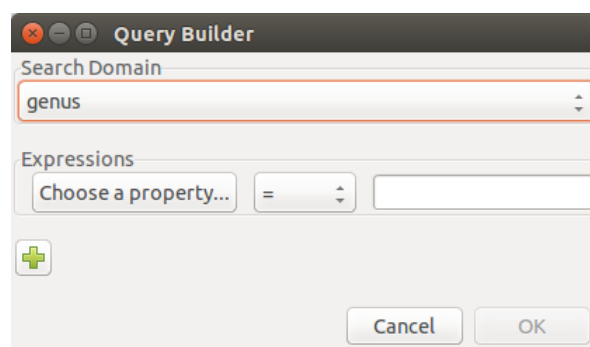 Query Builder
Search Domain
genus
Expressions
Choose a property... =
Cancel OK